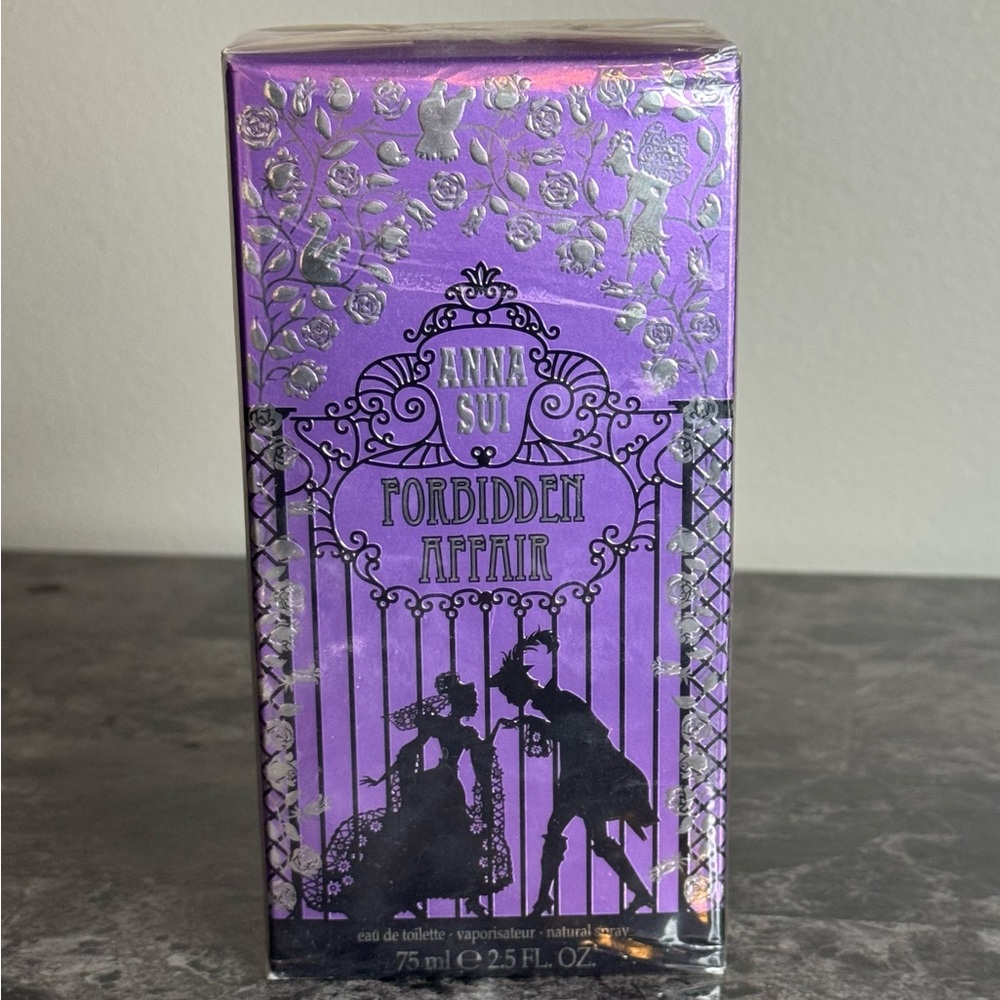 ANNA
SUI
FORBIDDEN
AFFAIR
eau de toilette · vaporisateur · natural spray
75 ml ℮ 2.5 FL. OZ.